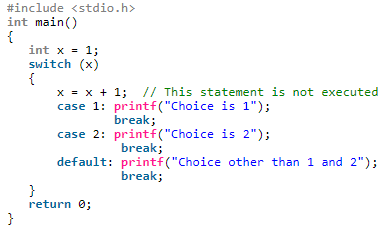 #include <stdio.h>
int main()
{
   int x = 1;
   switch (x)
   {
       x = x + 1;  // This statement is not executed
       case 1: printf("Choice is 1");
               break;
       case 2: printf("Choice is 2");
                break;
       default: printf("Choice other than 1 and 2");
                break;
   }
   return 0;
}